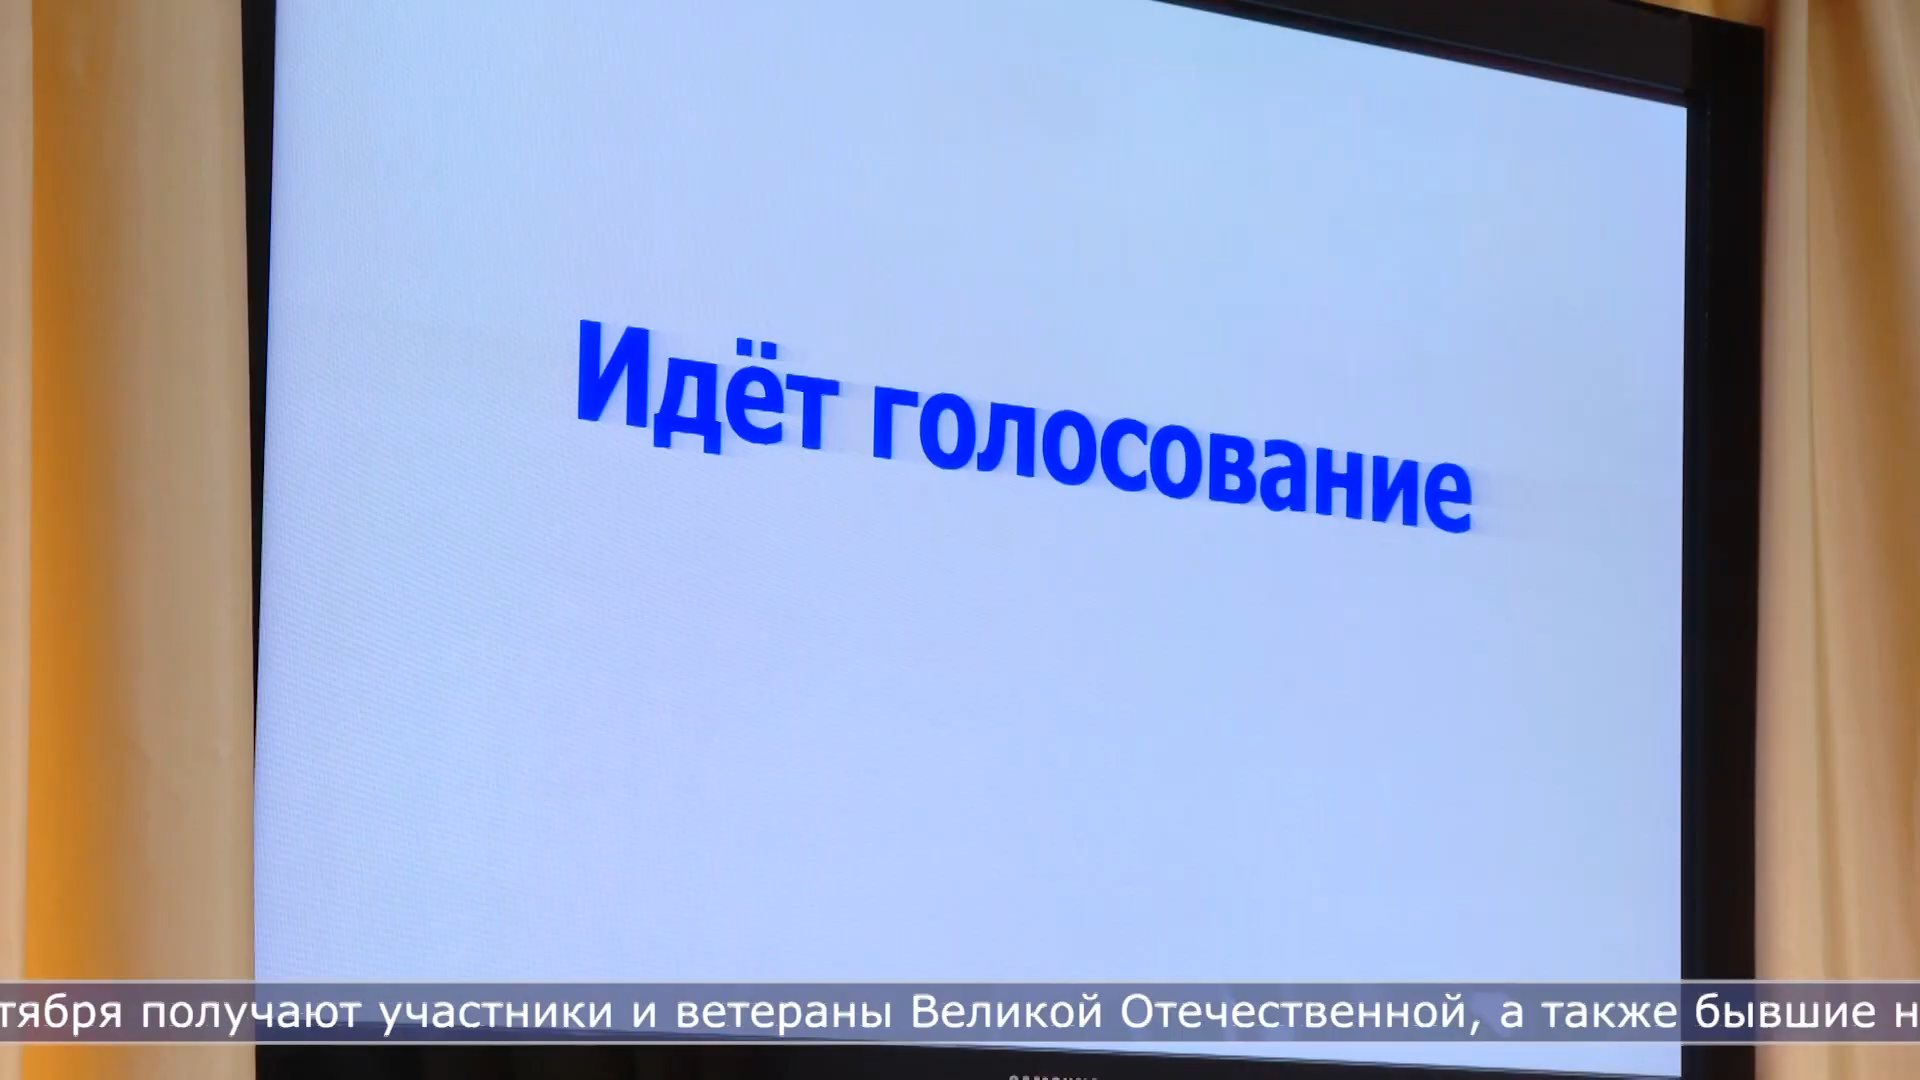 Идёт голосование
тября получают участники и ветераны Великой Отечественной, а также бывшие н